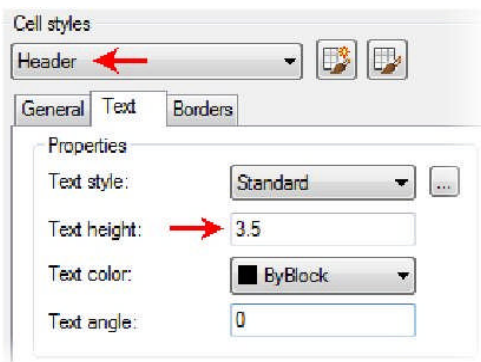 Cell styles
Header
General Text Borders
Properties
Text style: Standard ...
Text height: 3.5
Text color: ByBlock
Text angle: 0